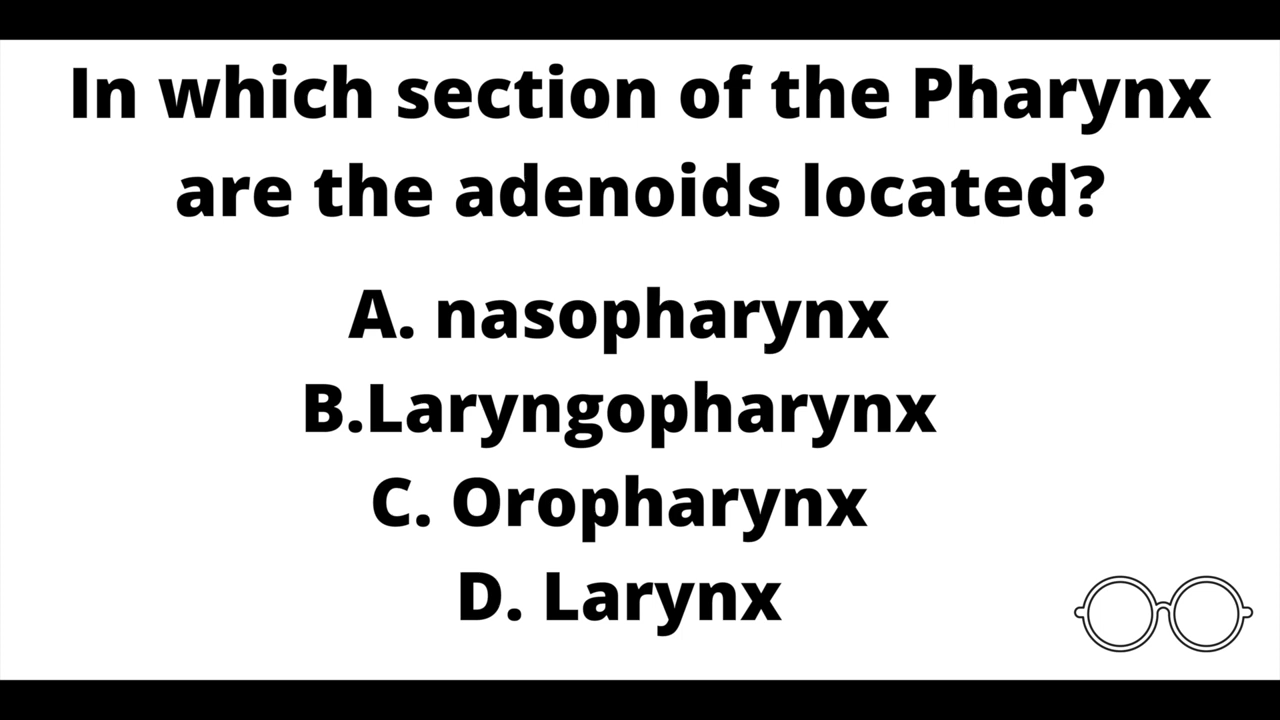 In which section of the Pharynx
are the adenoids located?
A. nasopharynx
B.Laryngopharynx
C. Oropharynx
D. Larynx